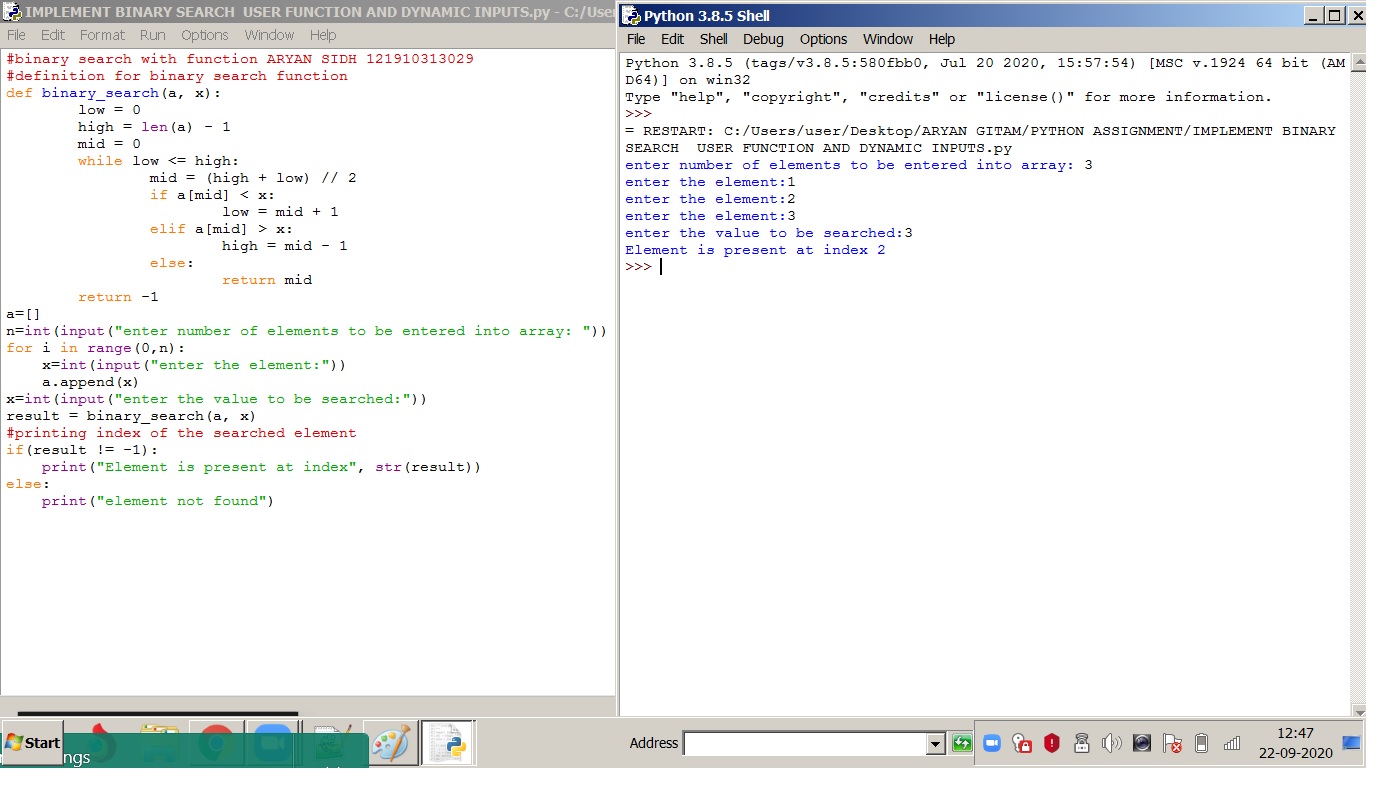 IMPLEMENT BINARY SEARCH  USER FUNCTION AND DYNAMIC INPUTS.py - C:/User
File Edit Format Run Options Window Help
#binary search with function ARYAN SIDH 121910313029
#definition for binary search function
def binary_search(a, x):
        low = 0
        high = len(a) - 1
        mid = 0
        while low <= high:
                mid = (high + low) // 2
                if a[mid] < x:
                        low = mid + 1
                elif a[mid] > x:
                        high = mid - 1
                else:
                        return mid
        return -1
a=[]
n=int(input("enter number of elements to be entered into array: "))
for i in range(0,n):
    x=int(input("enter the element:"))
    a.append(x)
x=int(input("enter the value to be searched:"))
result = binary_search(a, x)
#printing index of the searched element
if(result != -1):
    print("Element is present at index", str(result))
else:
    print("element not found")
Python 3.8.5 Shell
File Edit Shell Debug Options Window Help
Python 3.8.5 (tags/v3.8.5:580fbb0, Jul 20 2020, 15:57:54) [MSC v.1924 64 bit (AM
D64)] on win32
Type "help", "copyright", "credits" or "license()" for more information.
>>>
= RESTART: C:/Users/user/Desktop/ARYAN GITAM/PYTHON ASSIGNMENT/IMPLEMENT BINARY
SEARCH  USER FUNCTION AND DYNAMIC INPUTS.py
enter number of elements to be entered into array: 3
enter the element:1
enter the element:2
enter the element:3
enter the value to be searched:3
Element is present at index 2
>>>
Start
ngs
Address
12:47
22-09-2020